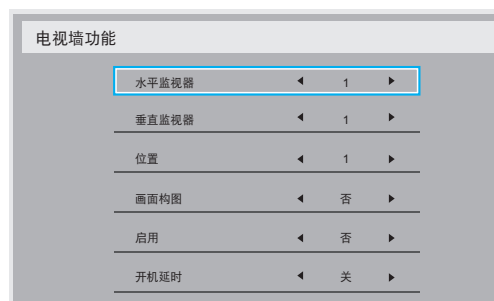 电视墙功能
水平监视器 1
垂直监视器 1
位置 1
画面构图 否
启用 否
开机延时 关